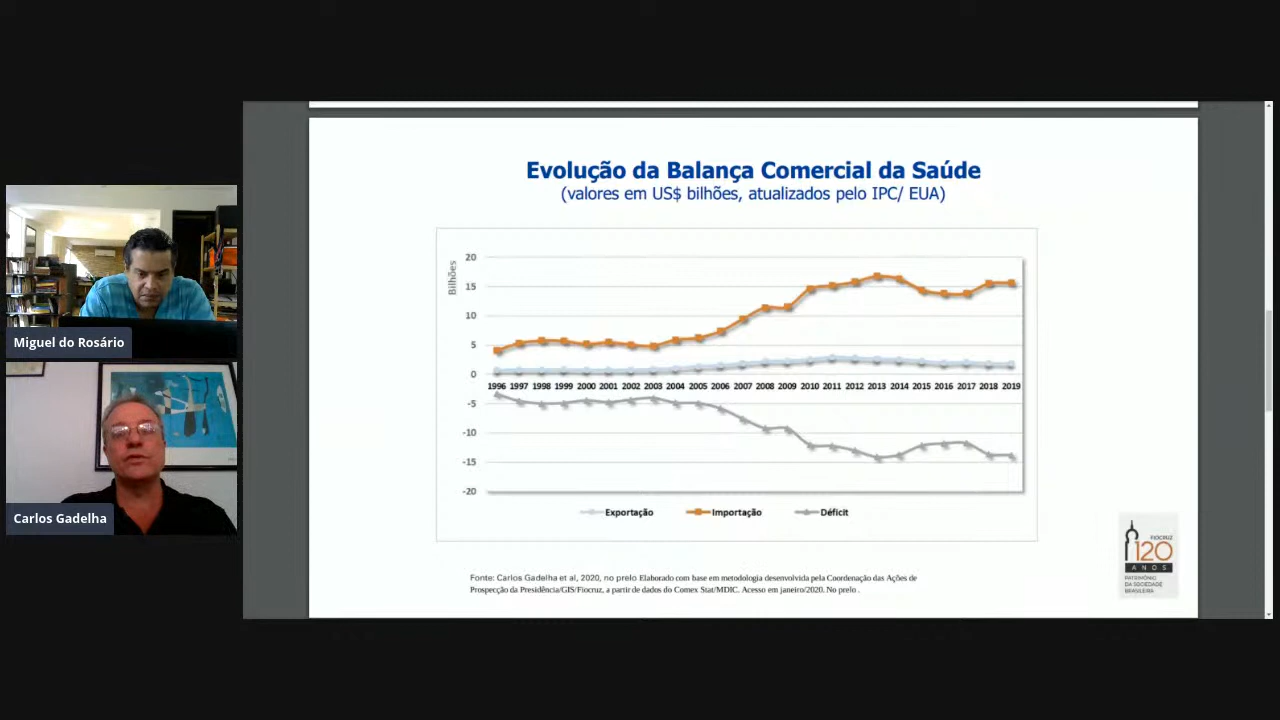 Evolução da Balança Comercial da Saúde
(valores em US$ bilhões, atualizados pelo IPC/ EUA)
Bilhões
20
15
10
5
0
1996 1997 1998 1999 2000 2001 2002 2003 2004 2005 2006 2007 2008 2009 2010 2011 2012 2013 2014 2015 2016 2017 2018 2019
-5
-10
-15
-20
Exportação Importação Déficit
Fonte: Carlos Gadelha et al, 2020, no prelo Elaborado com base em metodologia desenvolvida pela Coordenação das Ações de
Prospecção da Presidência/GIS/Fiocruz, a partir de dados do Comex Stat/MDIC. Acesso em janeiro/2020. No prelo .
FIOCRUZ
120
ANOS
PATRIMÔNIO
DA SOCIEDADE
BRASILEIRA
Miguel do Rosário
Carlos Gadelha